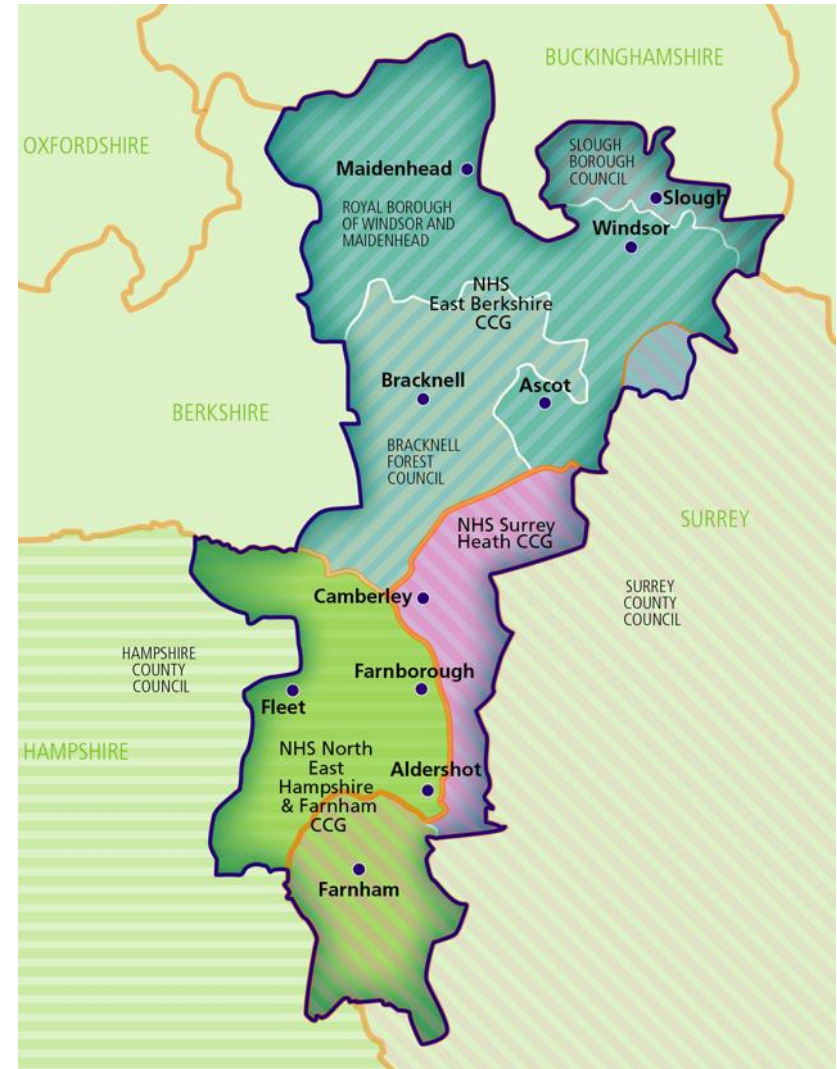 BUCKINGHAMSHIRE
OXFORDSHIRE
SLOUGH
BOROUGH
COUNCIL
Maidenhead
Slough
ROYAL BOROUGH
OF WINDSOR AND
MAIDENHEAD
Windsor
NHS
East Berkshire
CCG
Bracknell
Ascot
BERKSHIRE
BRACKNELL
FOREST
COUNCIL
NHS Surrey
Heath CCG
SURREY
Camberley
SURREY
COUNTY
COUNCIL
HAMPSHIRE
COUNTY
COUNCIL
Farnborough
Fleet
HAMPSHIRE
NHS North
East
Hampshire
& Farnham
CCG
Aldershot
Farnham